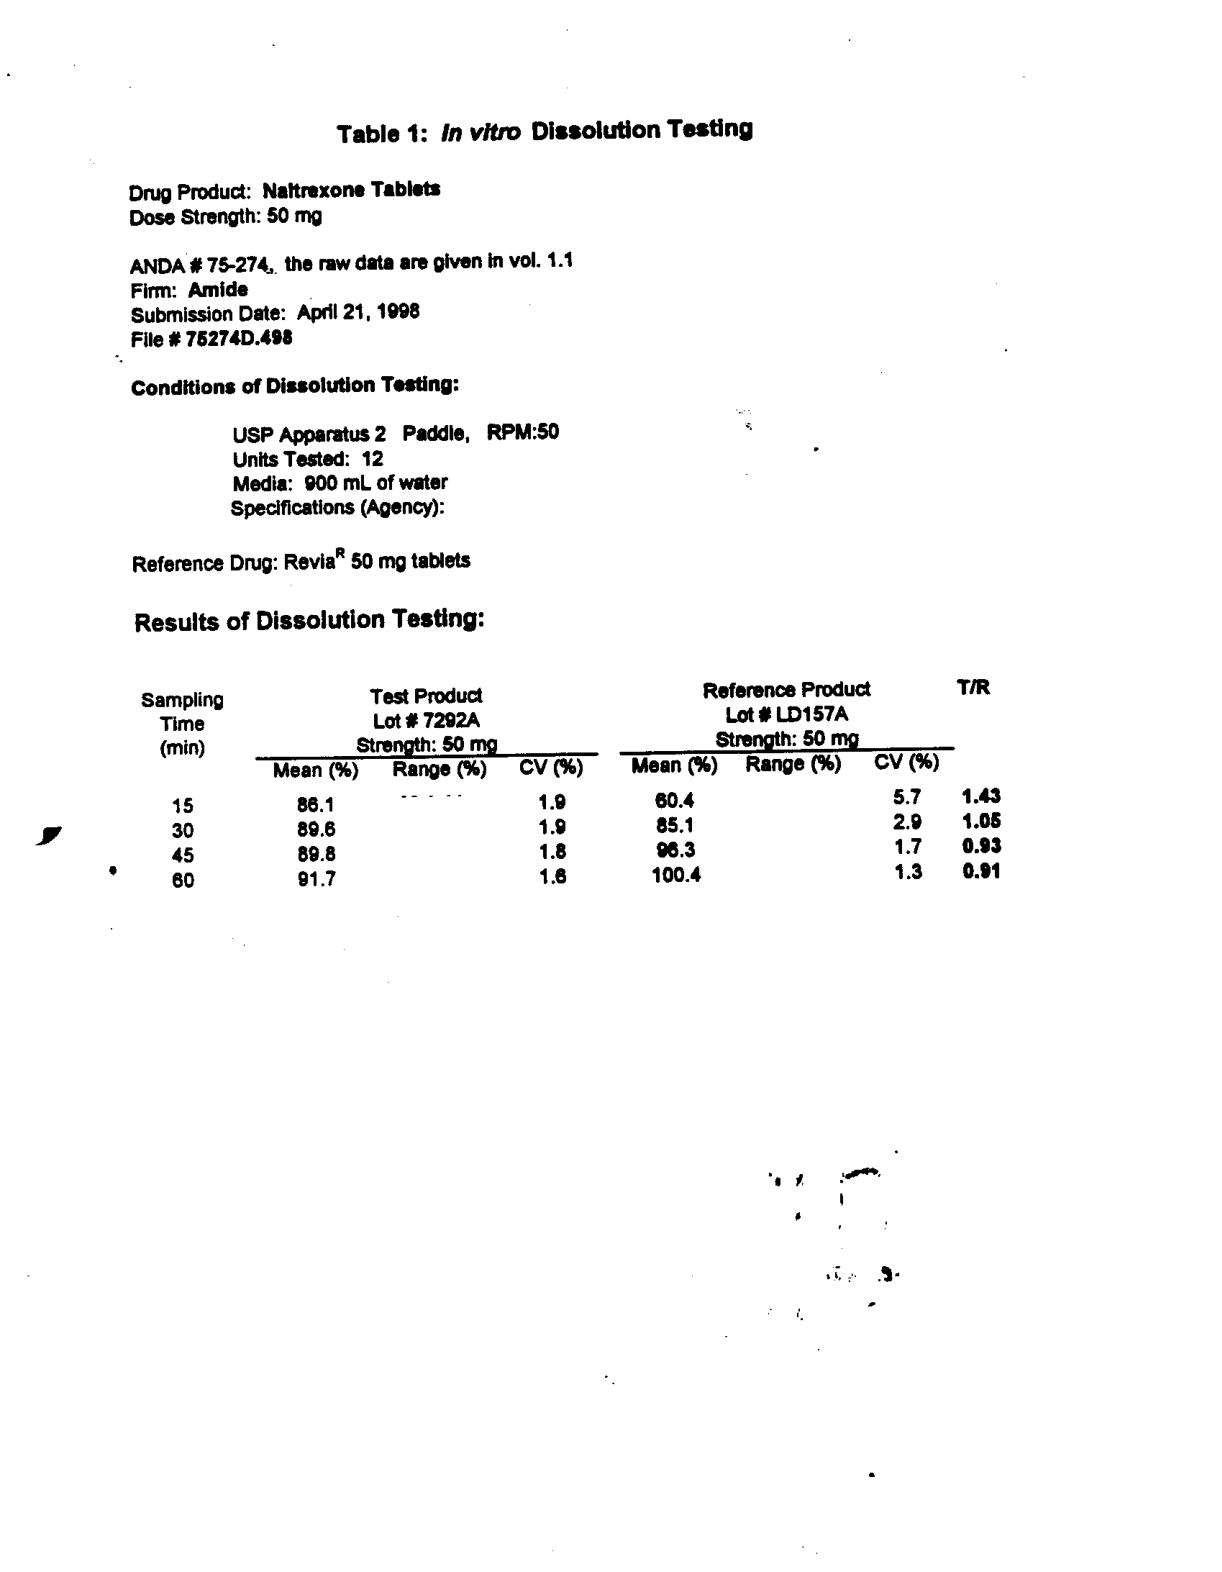 Table 1: In vitro Dissolution Testing
Drug Product: Naltrexone Tablets
Dose Strength: 50 mg
ANDA # 75-274, the raw data are given in vol. 1.1
Firm: Amide
Submission Date: April 21, 1998
File # 75274D.498
Conditions of Dissolution Testing:
USP Apparatus 2 Paddle, RPM:50
Units Tested: 12
Media: 900 mL of water
Specifications (Agency):
Reference Drug: Revia^R 50 mg tablets
Results of Dissolution Testing:
Sampling Test Product Reference Product T/R
Time Lot # 7292A Lot # LD157A
(min) Strength: 50 mg Strength: 50 mg
Mean (%) Range (%) CV (%) Mean (%) Range (%) CV (%)
15 86.1 1.9 60.4 5.7 1.43
30 89.6 1.9 85.1 2.9 1.05
45 89.8 1.8 96.3 1.7 0.93
60 91.7 1.6 100.4 1.3 0.91